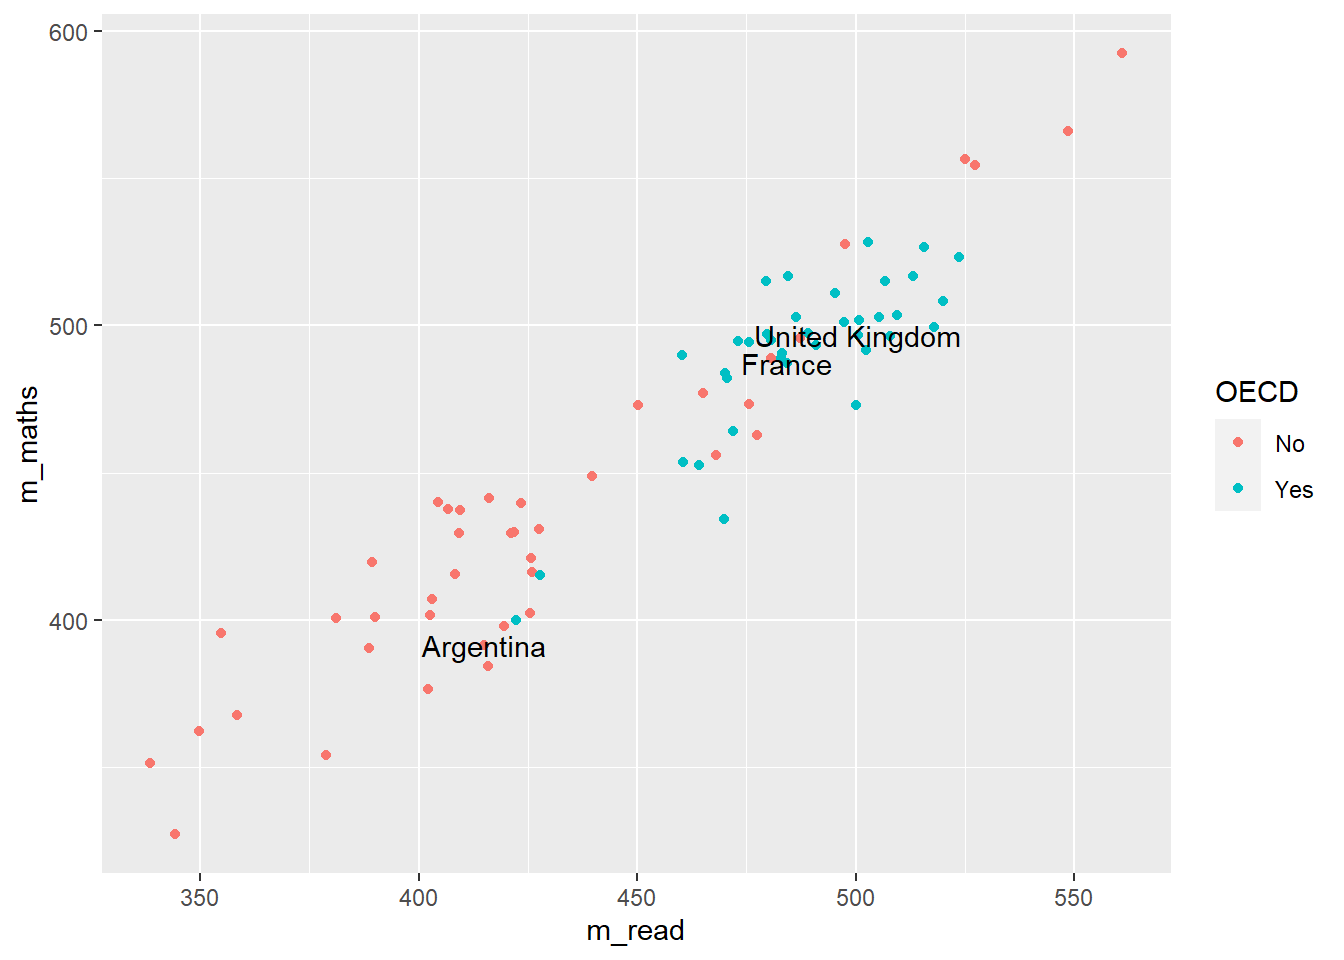 600
500
400
m_maths
United Kingdom
France
Argentina
350 400 450 500 550
m_read
OECD
No
Yes